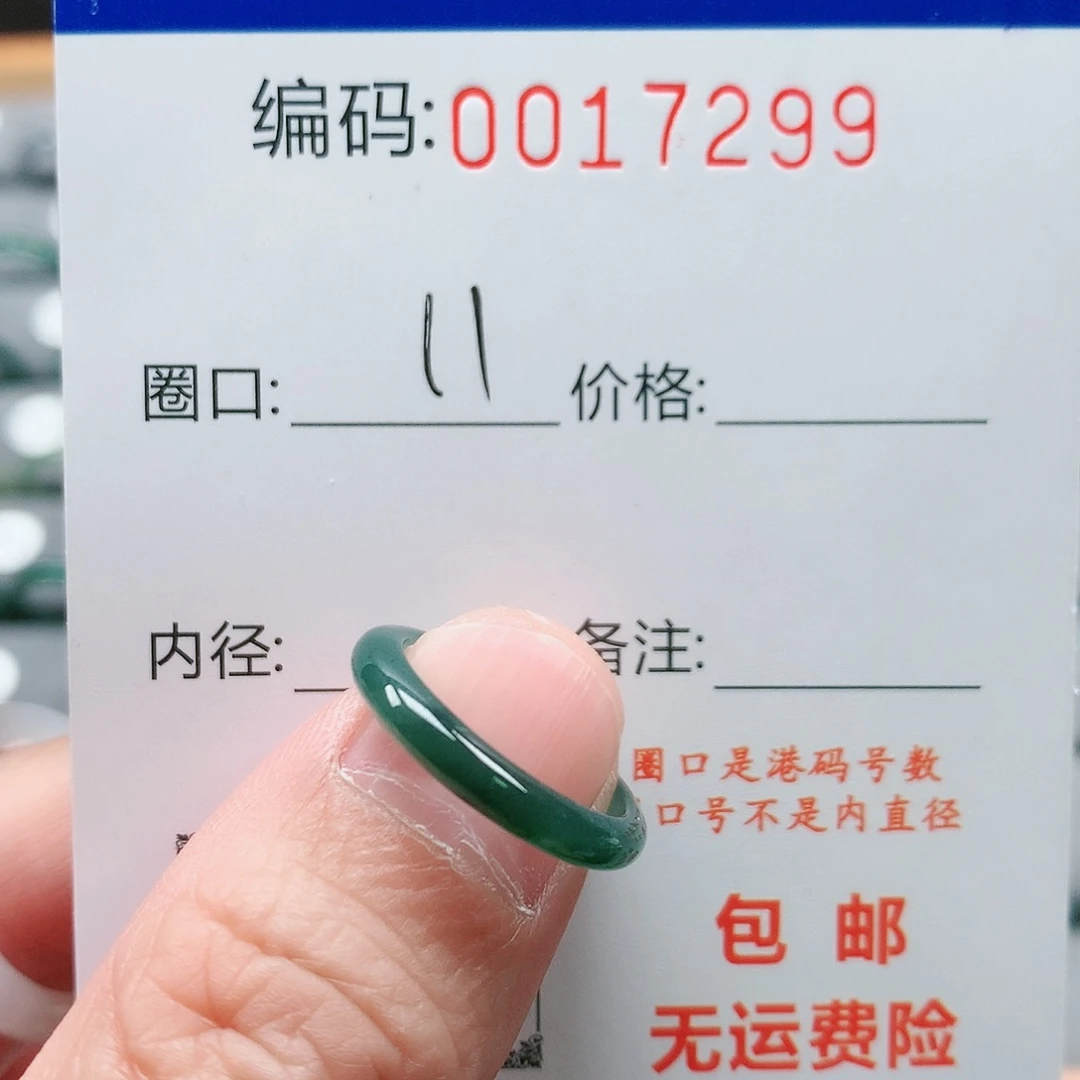 编码:0017299
圈口: 11 价格:
内径: 备注:
圈口是港码号数
口号不是内直径
包 邮
无运费险